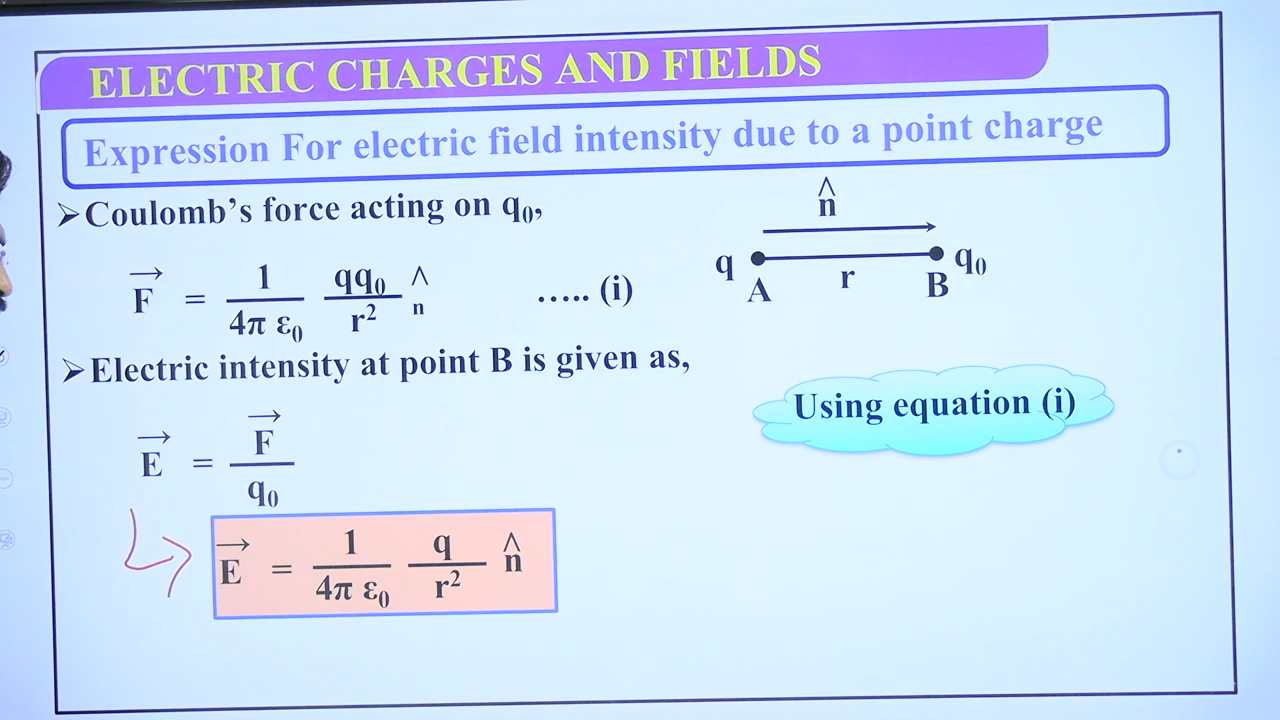 ELECTRIC CHARGES AND FIELDS
Expression For electric field intensity due to a point charge
➢Coulomb’s force acting on q₀,
F⃗ = 1/(4π ε₀) qq₀/r² n̂ ..... (i)
n̂
q A r B q₀
➢Electric intensity at point B is given as,
Using equation (i)
E⃗ = F⃗/q₀
E⃗ = 1/(4π ε₀) q/r² n̂